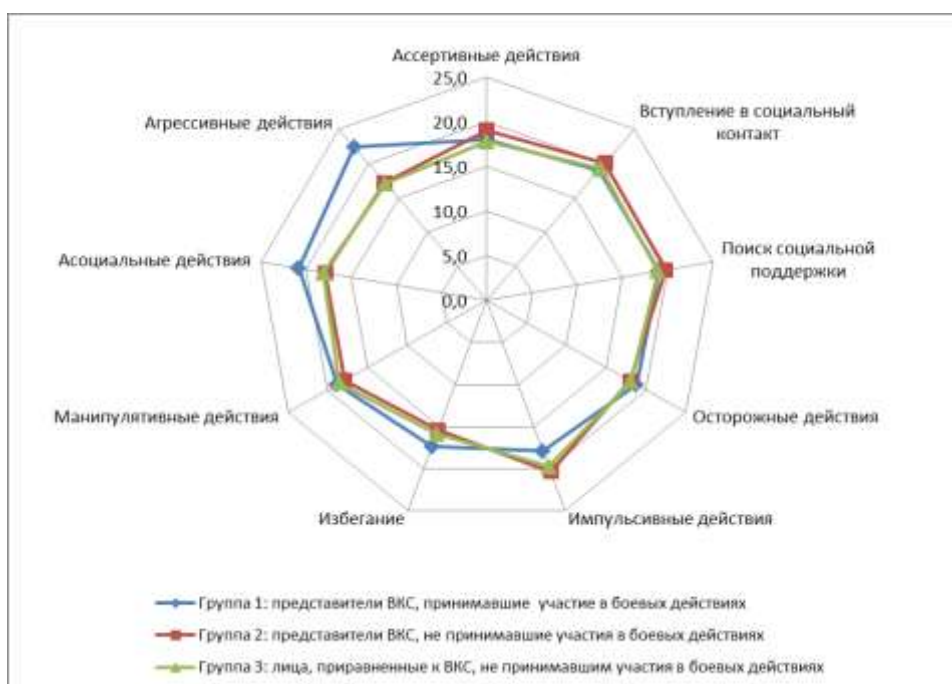 Ассертивные действия
25,0
Агрессивные действия
Вступление в социальный
контакт
20,0
15,0
10,0
Асоциальные действия
Поиск социальной
поддержки
5,0
0,0
Манипулятивные действия
Осторожные действия
Избегание
Импульсивные действия
Группа 1: представители ВКС, принимавшие участие в боевых действиях
Группа 2: представители ВКС, не принимавшие участия в боевых действиях
Группа 3: лица, приравненные к ВКС, не принимавшим участия в боевых действиях